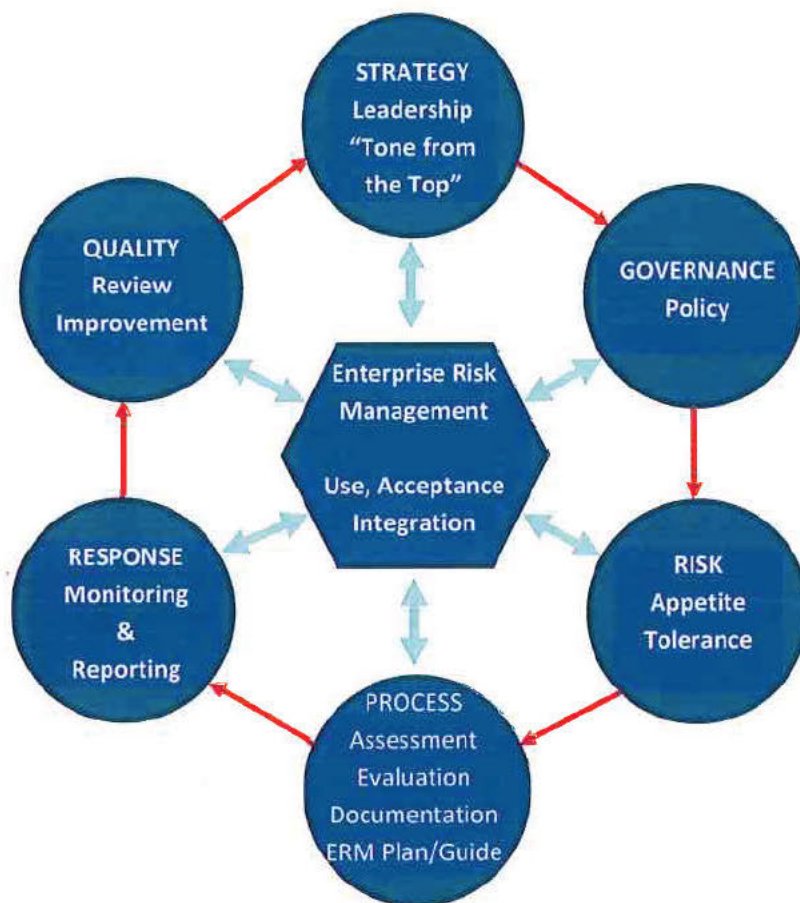 STRATEGY
Leadership
“Tone from
the Top”
GOVERNANCE
Policy
RISK
Appetite
Tolerance
PROCESS
Assessment
Evaluation
Documentation
ERM Plan/Guide
RESPONSE
Monitoring
&
Reporting
QUALITY
Review
Improvement
Enterprise Risk
Management
Use, Acceptance
Integration